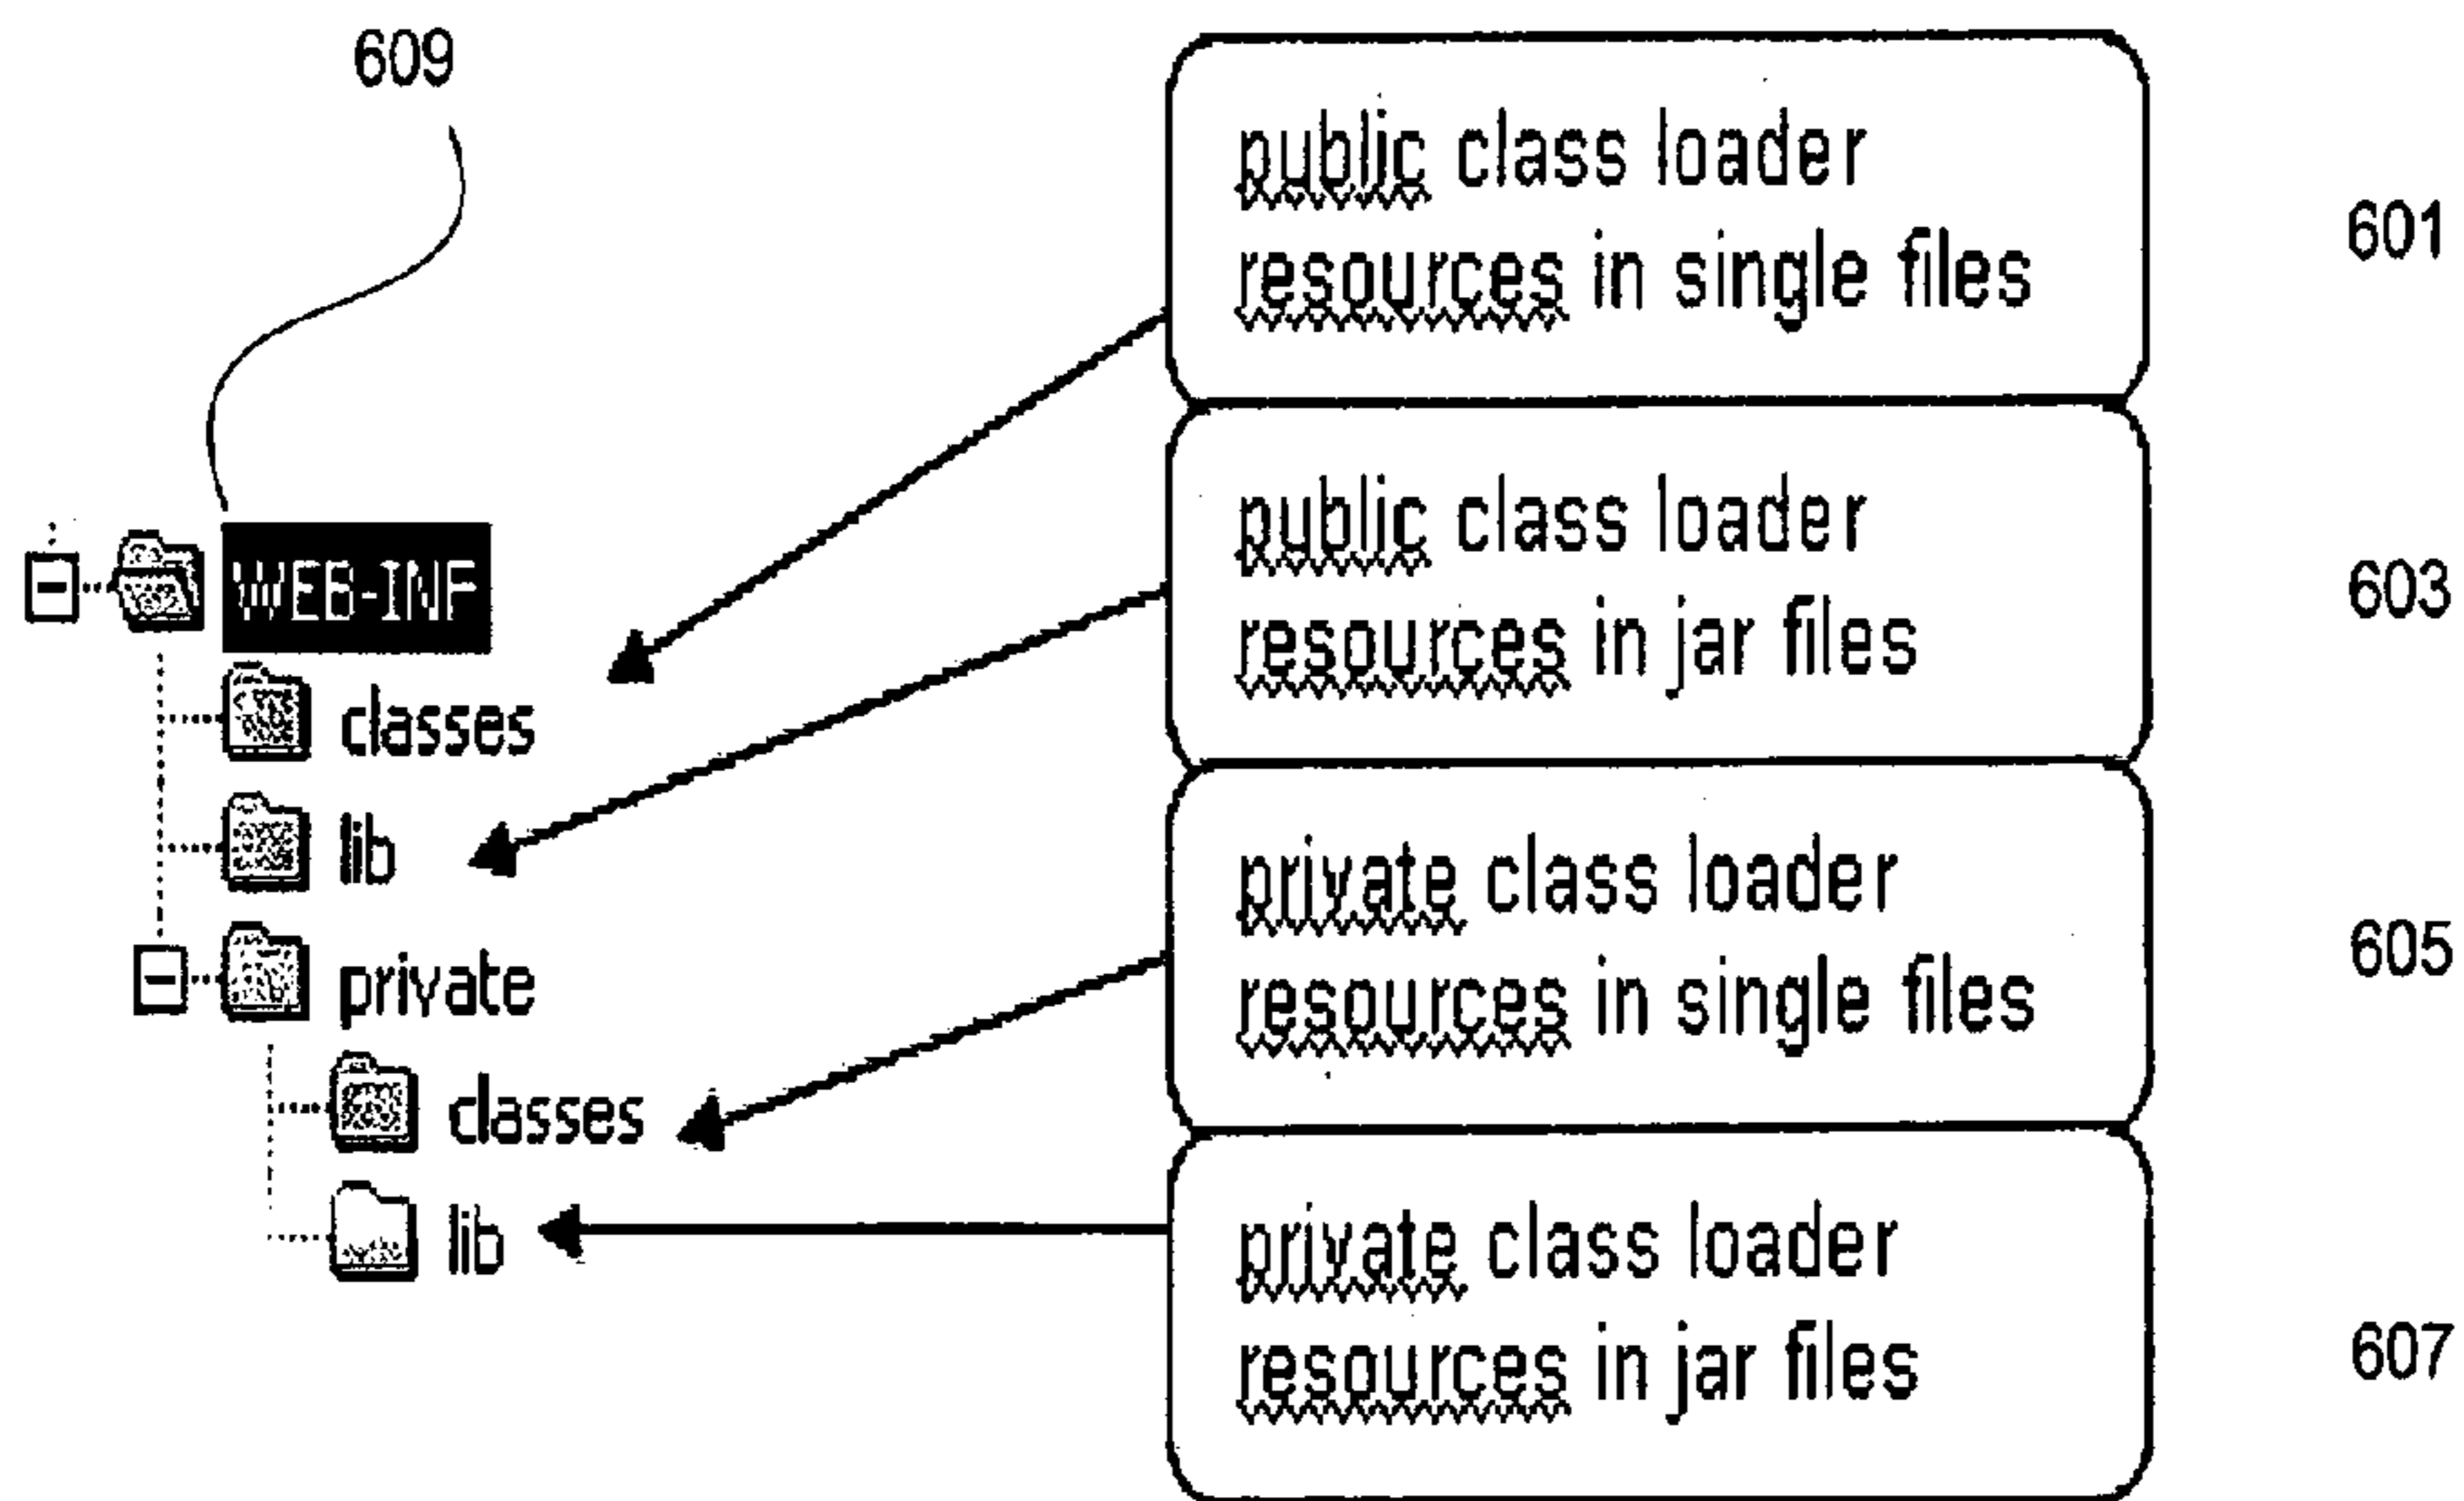 609
public class loader
resources in single files
601
public class loader
resources in jar files
603
private class loader
resources in single files
605
private class loader
resources in jar files
607
WEB-INF
classes
lib
private
classes
lib